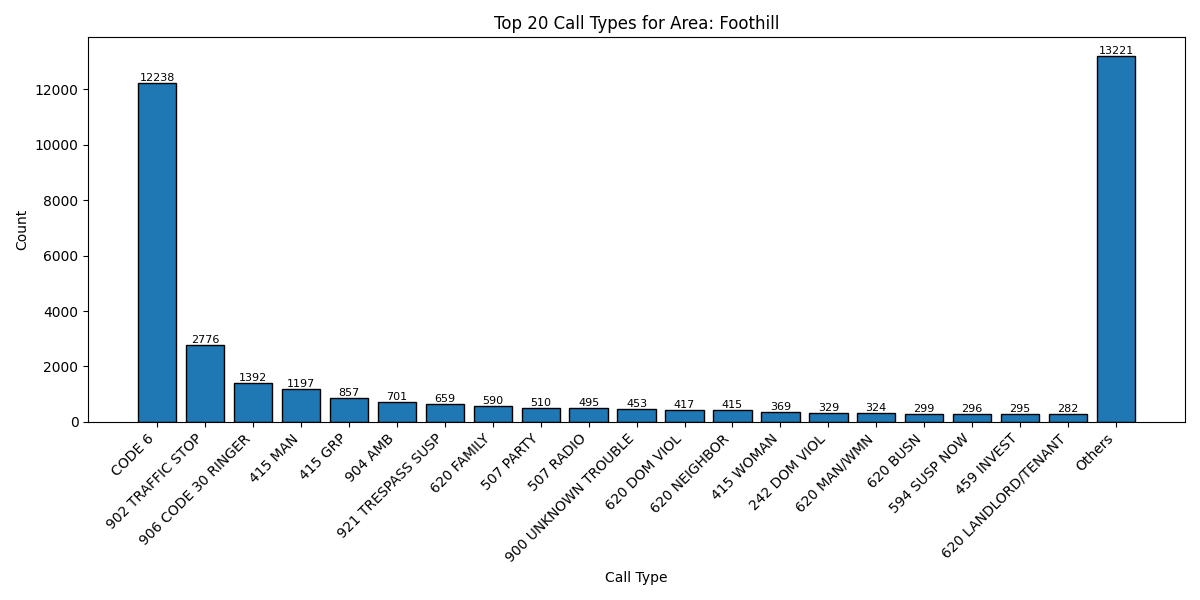 Top 20 Call Types for Area: Foothill
Count
12000
10000
8000
6000
4000
2000
0
12238
2776
1392
1197
857
701
659
590
510
495
453
417
415
369
329
324
299
296
295
282
13221
CODE 6
902 TRAFFIC STOP
906 CODE 30 RINGER
415 MAN
415 GRP
904 AMB
921 TRESPASS SUSP
620 FAMILY
507 PARTY
507 RADIO
900 UNKNOWN TROUBLE
620 DOM VIOL
620 NEIGHBOR
415 WOMAN
242 DOM VIOL
620 MAN/WMN
620 BUSN
594 SUSP NOW
459 INVEST
620 LANDLORD/TENANT
Others
Call Type